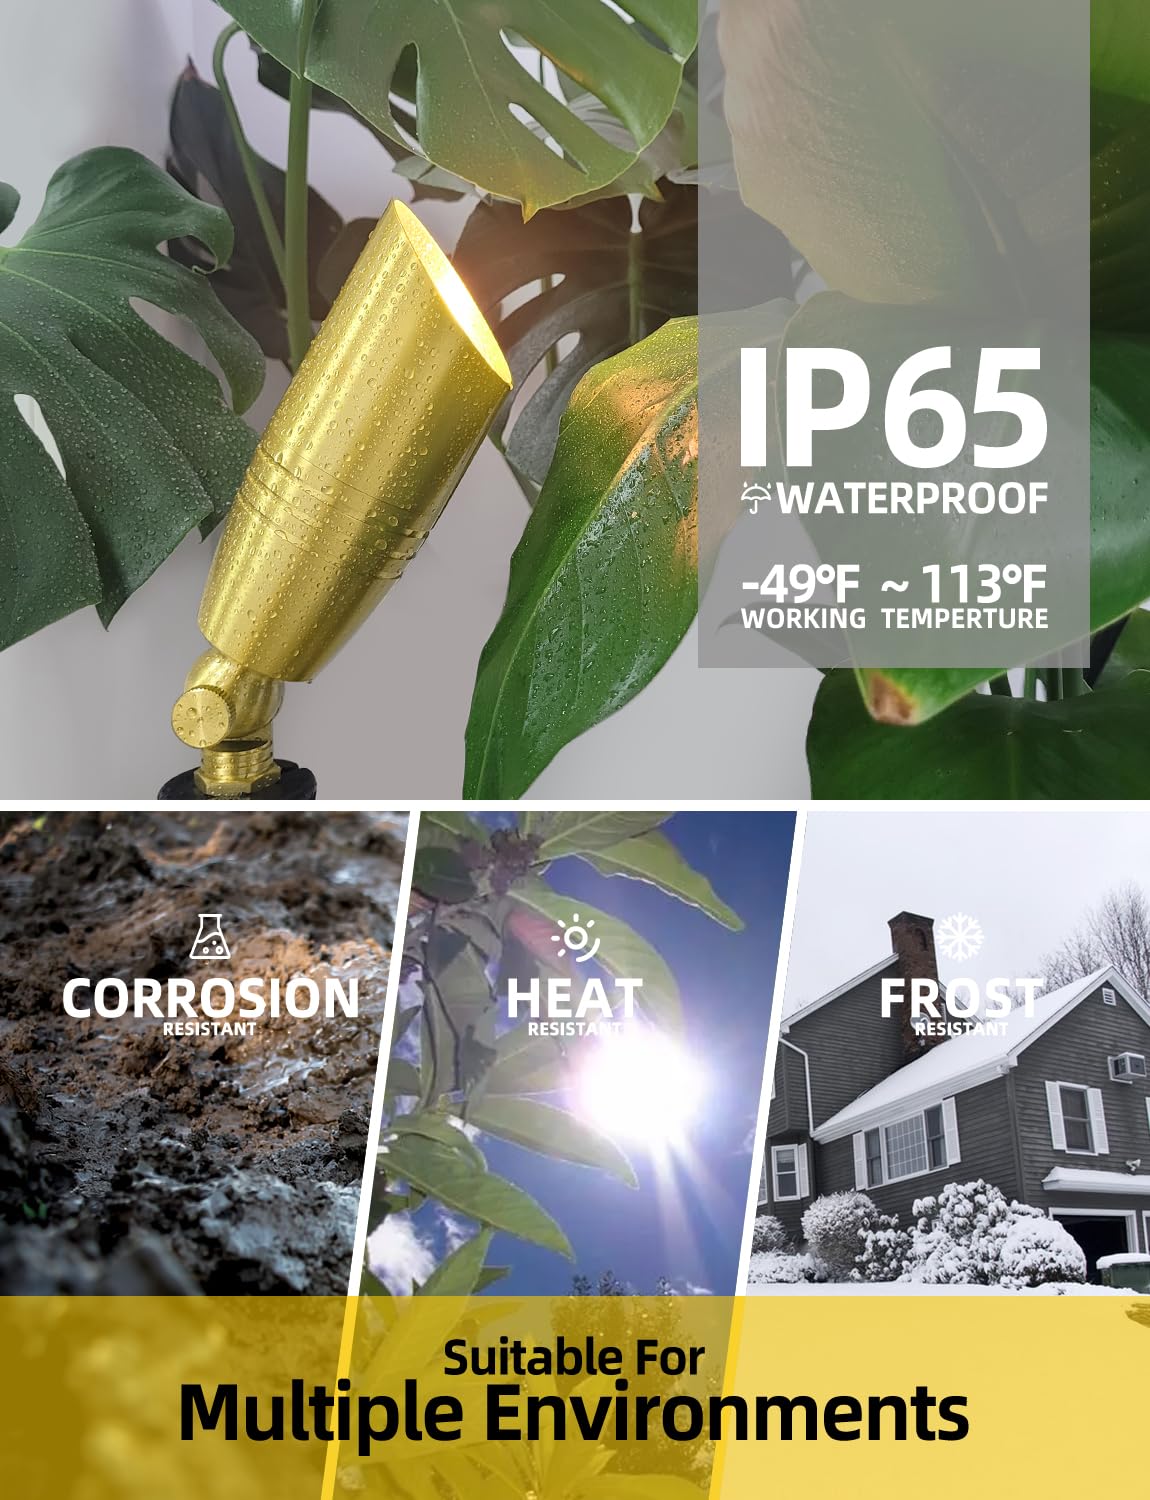 IP65
WATERPROOF
-49°F ~ 113°F
WORKING TEMPERTURE
CORROSION
RESISTANT
HEAT
RESISTANT
FROST
RESISTANT
Suitable For
Multiple Environments